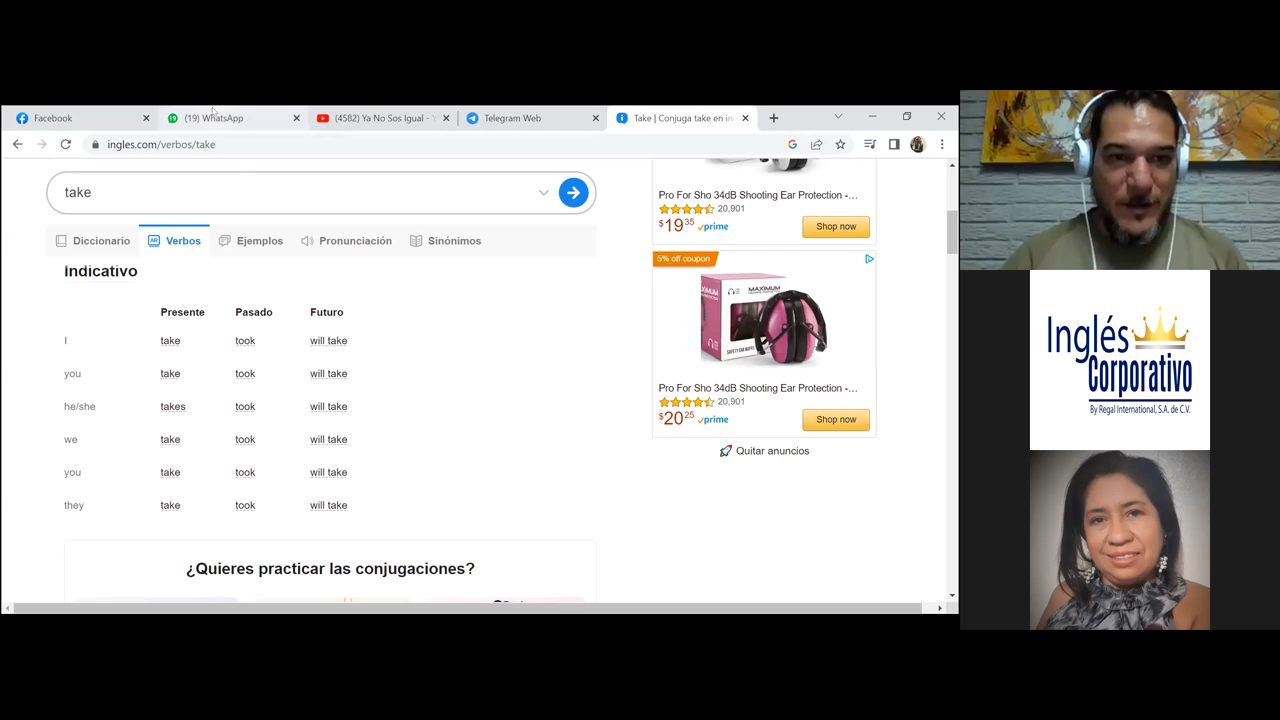 Facebook
(19) WhatsApp
(4582) Ya No Sos Igual -
Telegram Web
Take | Conjuga take en in
ingles.com/verbos/take
take
Diccionario
Verbos
Ejemplos
Pronunciación
Sinónimos
Indicativo
Presente Pasado Futuro
I take took will take
you take took will take
he/she takes took will take
we take took will take
you take took will take
they take took will take
¿Quieres practicar las conjugaciones?
Pro For Sho 34dB Shooting Ear Protection -...
20,901
$19 35 prime
Shop now
5% off coupon
MAXIMUM
MAXIMUM
SAFETY EAR MUFFS
Pro For Sho 34dB Shooting Ear Protection -...
20,901
$20 25 prime
Shop now
Quitar anuncios
Inglés
Corporativo
By Regal International, S.A. de C.V.